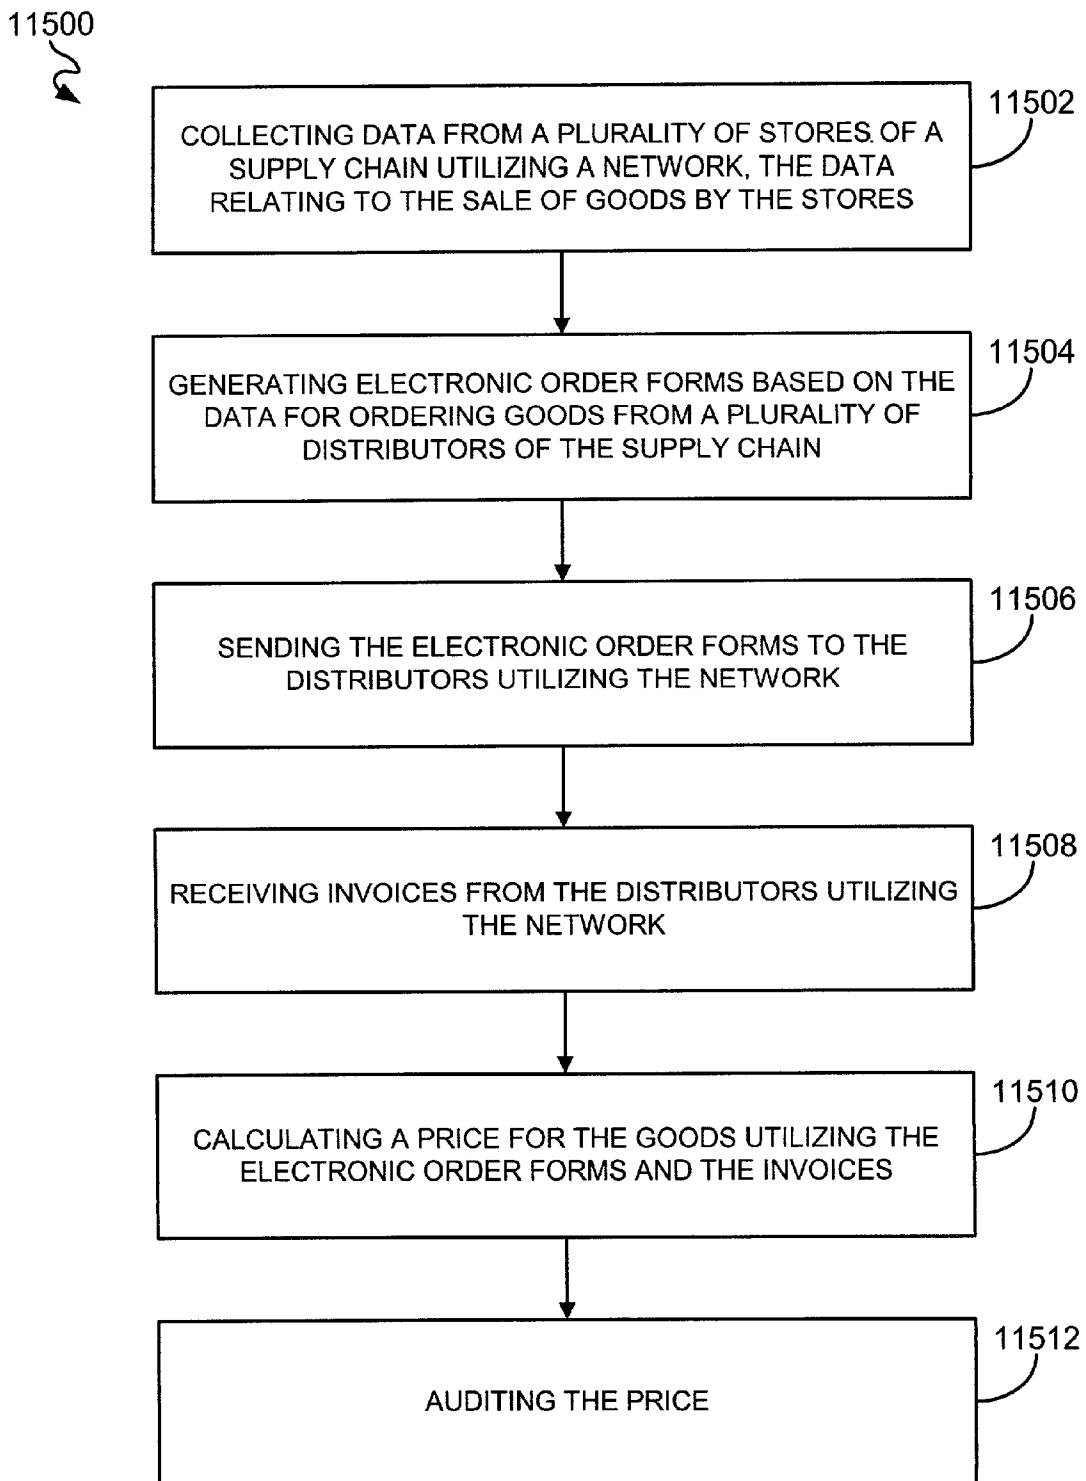 11500
11502
COLLECTING DATA FROM A PLURALITY OF STORES OF A
SUPPLY CHAIN UTILIZING A NETWORK, THE DATA
RELATING TO THE SALE OF GOODS BY THE STORES
11504
GENERATING ELECTRONIC ORDER FORMS BASED ON THE
DATA FOR ORDERING GOODS FROM A PLURALITY OF
DISTRIBUTORS OF THE SUPPLY CHAIN
11506
SENDING THE ELECTRONIC ORDER FORMS TO THE
DISTRIBUTORS UTILIZING THE NETWORK
11508
RECEIVING INVOICES FROM THE DISTRIBUTORS UTILIZING
THE NETWORK
11510
CALCULATING A PRICE FOR THE GOODS UTILIZING THE
ELECTRONIC ORDER FORMS AND THE INVOICES
11512
AUDITING THE PRICE